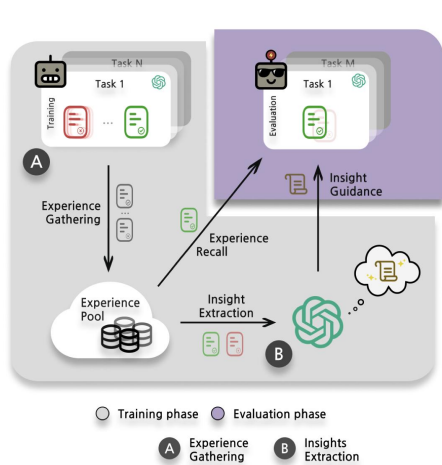 Task N
Task 1
Training
...
A
Experience
Gathering
...
Experience
Pool
Task M
Task 1
Evaluation
Insight
Guidance
Experience
Recall
Insight
Extraction
B
Training phase
Evaluation phase
A
Experience
Gathering
B
Insights
Extraction